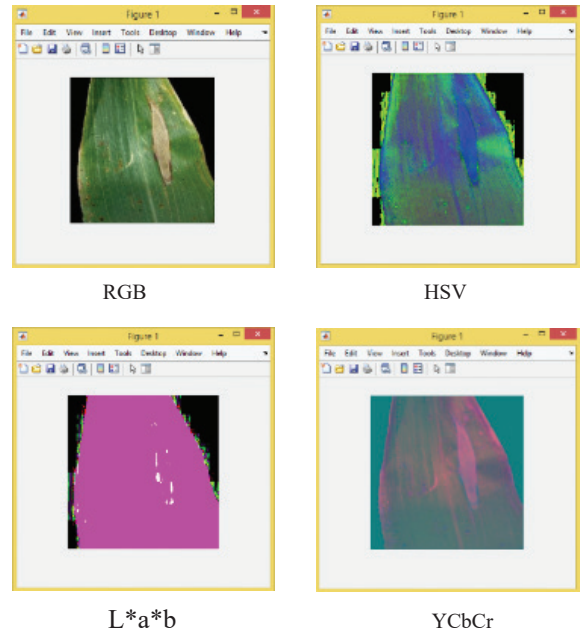 Figure 1
File Edit View Insert Tools Desktop Window Help
RGB
Figure 1
File Edit View Insert Tools Desktop Window Help
HSV
Figure 1
File Edit View Insert Tools Desktop Window Help
L*a*b
Figure 1
File Edit View Insert Tools Desktop Window Help
YCbCr